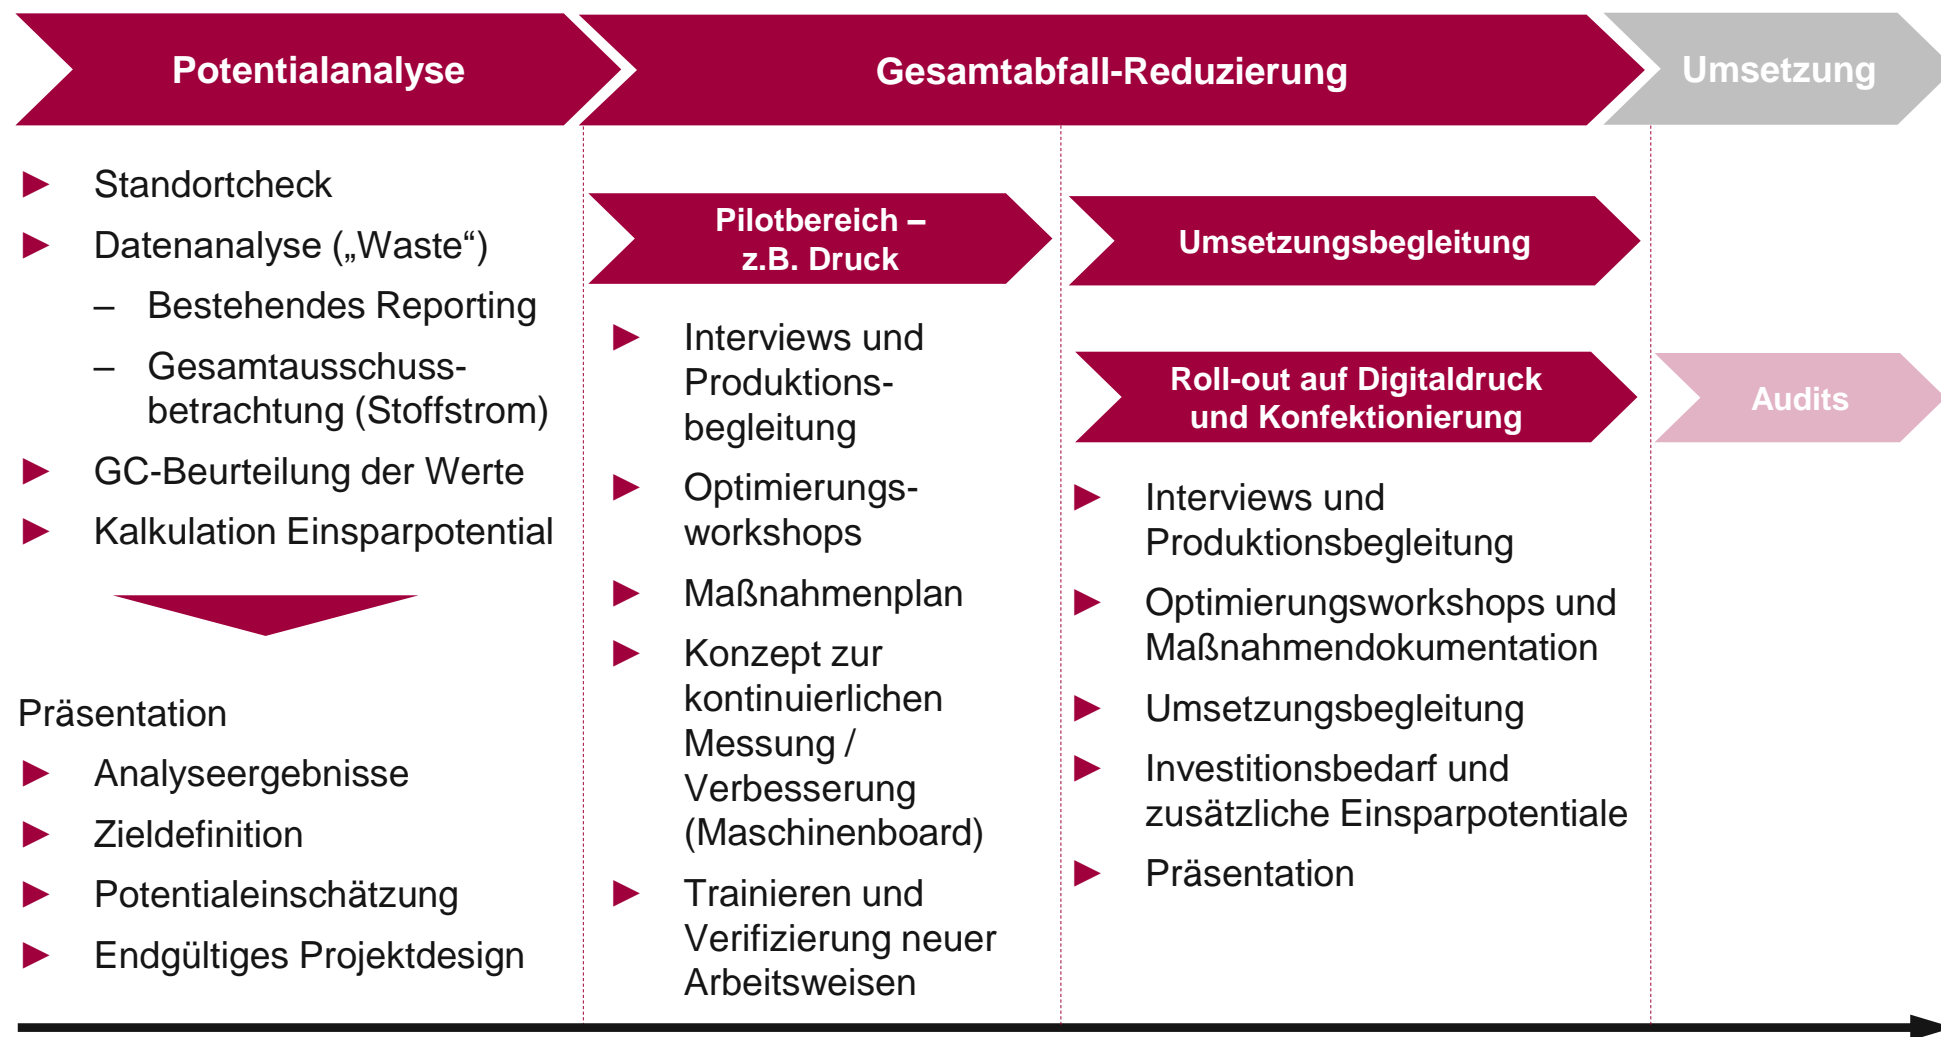 Potentialanalyse
Gesamtabfall-Reduzierung
Umsetzung
Standortcheck
Datenanalyse („Waste“)
– Bestehendes Reporting
– Gesamtausschuss-
betrachtung (Stoffstrom)
GC-Beurteilung der Werte
Kalkulation Einsparpotential
Präsentation
Analyseergebnisse
Zieldefinition
Potentialeinschätzung
Endgültiges Projektdesign
Pilotbereich –
z.B. Druck
Interviews und
Produktions-
begleitung
Optimierungs-
workshops
Maßnahmenplan
Konzept zur
kontinuierlichen
Messung /
Verbesserung
(Maschinenboard)
Trainieren und
Verifizierung neuer
Arbeitsweisen
Umsetzungsbegleitung
Roll-out auf Digitaldruck
und Konfektionierung
Interviews und
Produktionsbegleitung
Optimierungsworkshops und
Maßnahmendokumentation
Umsetzungsbegleitung
Investitionsbedarf und
zusätzliche Einsparpotentiale
Präsentation
Audits